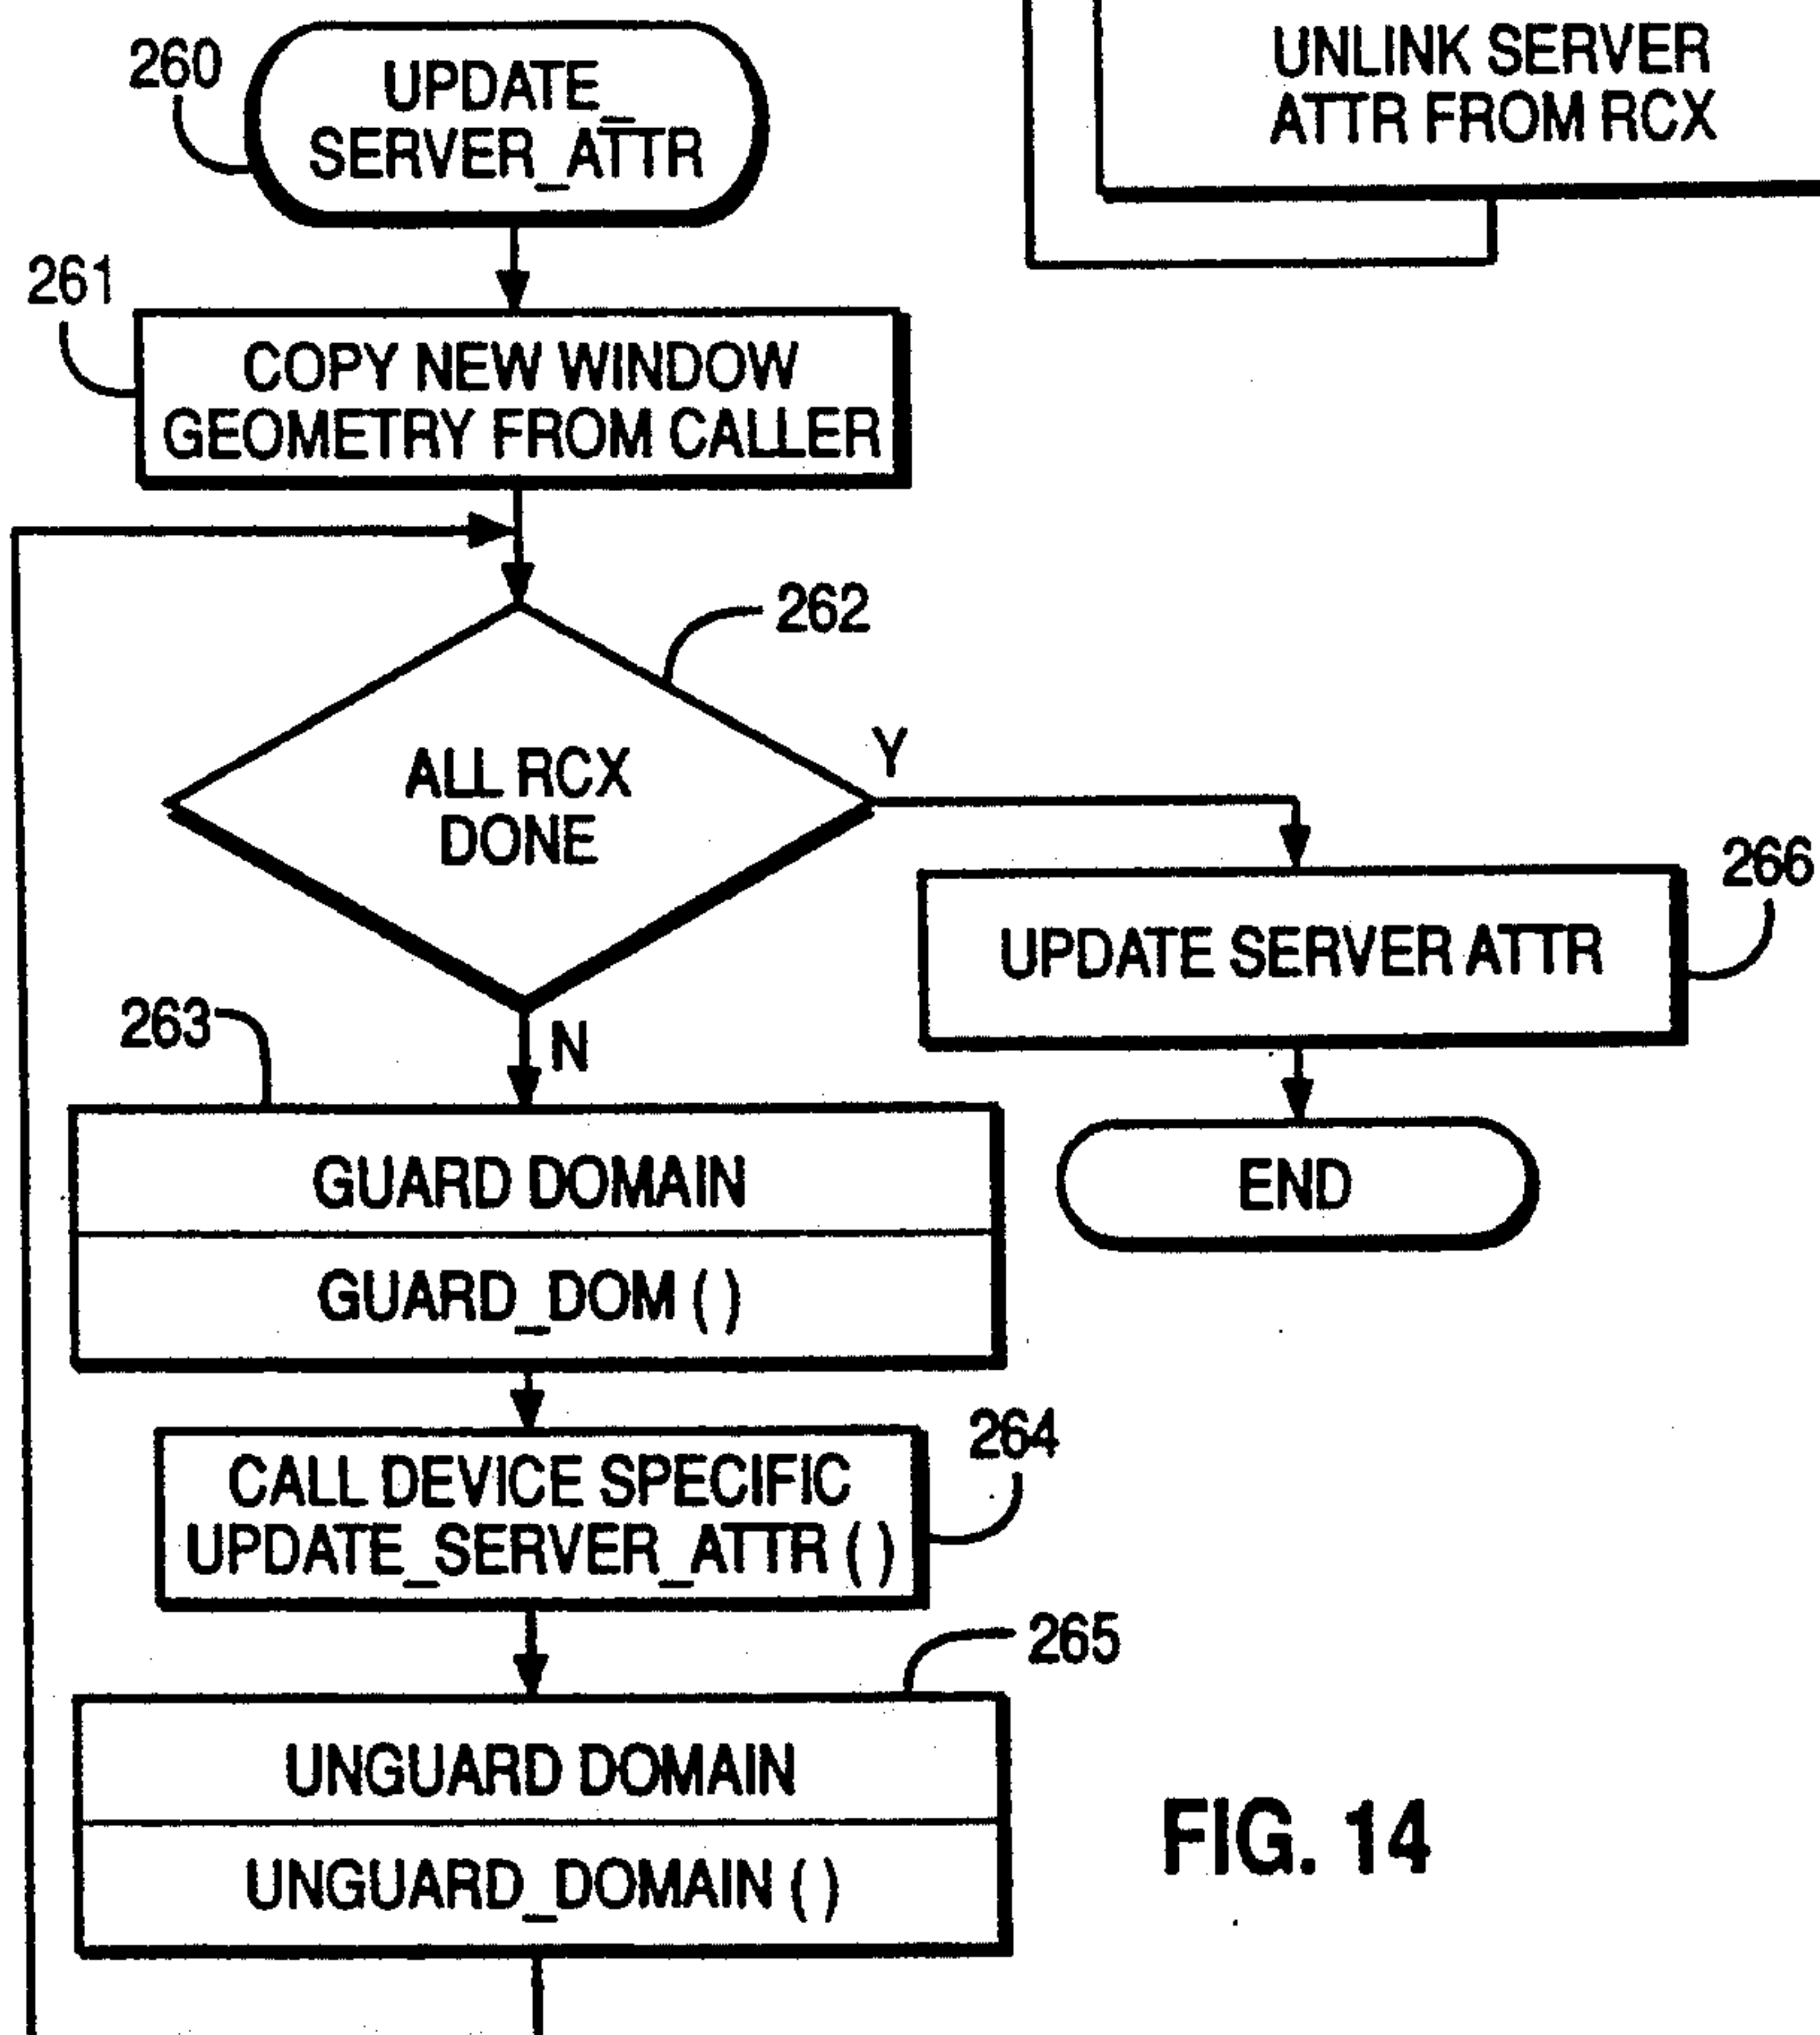 260
UPDATE_
SERVER_ATTR
UNLINK SERVER
ATTR FROM RCX
261
COPY NEW WINDOW
GEOMETRY FROM CALLER
262
ALL RCX
DONE
Y
266
UPDATE SERVER ATTR
263
N
GUARD DOMAIN
GUARD_DOM ( )
END
264
CALL DEVICE SPECIFIC
UPDATE_SERVER_ATTR ( )
265
UNGUARD DOMAIN
UNGUARD_DOMAIN ( )
FIG. 14